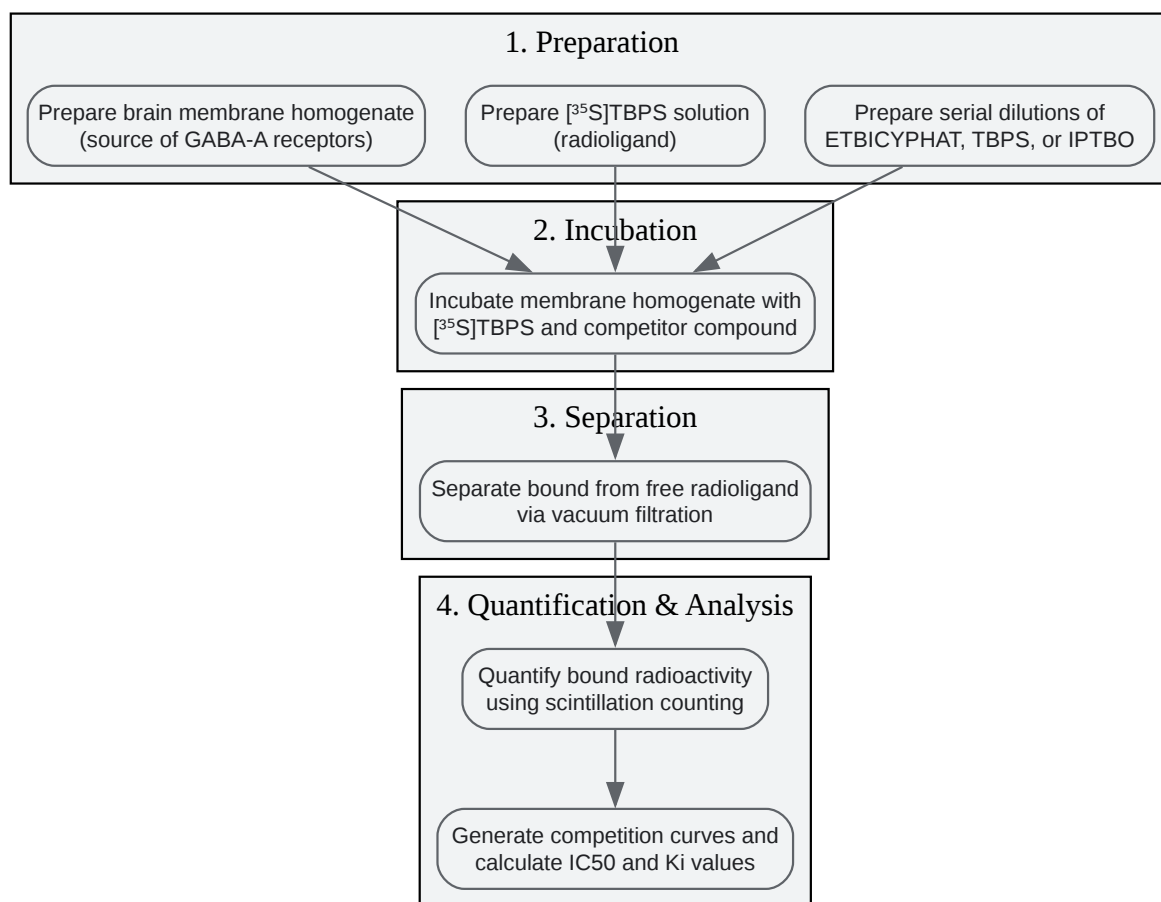 1. Preparation
Prepare brain membrane homogenate
(source of GABA-A receptors)
Prepare [³⁵S]TBPS solution
(radioligand)
Prepare serial dilutions of
ETBICYPHAT, TBPS, or IPTBO
2. Incubation
Incubate membrane homogenate with
[³⁵S]TBPS and competitor compound
3. Separation
Separate bound from free radioligand
via vacuum filtration
4. Quantification & Analysis
Quantify bound radioactivity
using scintillation counting
Generate competition curves and
calculate IC50 and Ki values